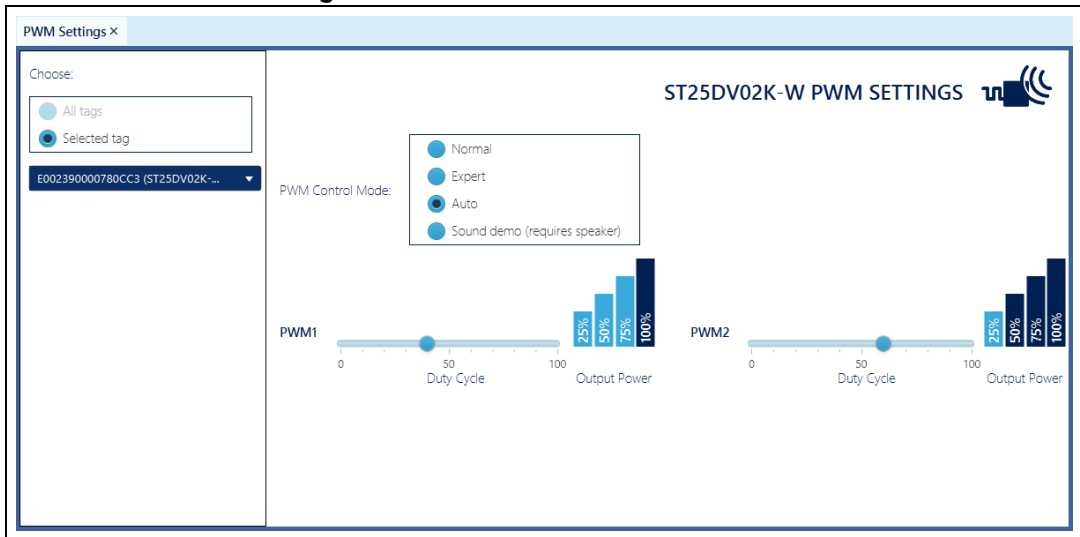 PWM Settings ×
Choose:
All tags
Selected tag
E002390000780CC3 (ST25DV02K-...
ST25DV02K-W PWM SETTINGS
PWM Control Mode:
Normal
Expert
Auto
Sound demo (requires speaker)
PWM1
0 50 100
Duty Cycle
25% 50% 75% 100%
Output Power
PWM2
0 50 100
Duty Cycle
25% 50% 75% 100%
Output Power